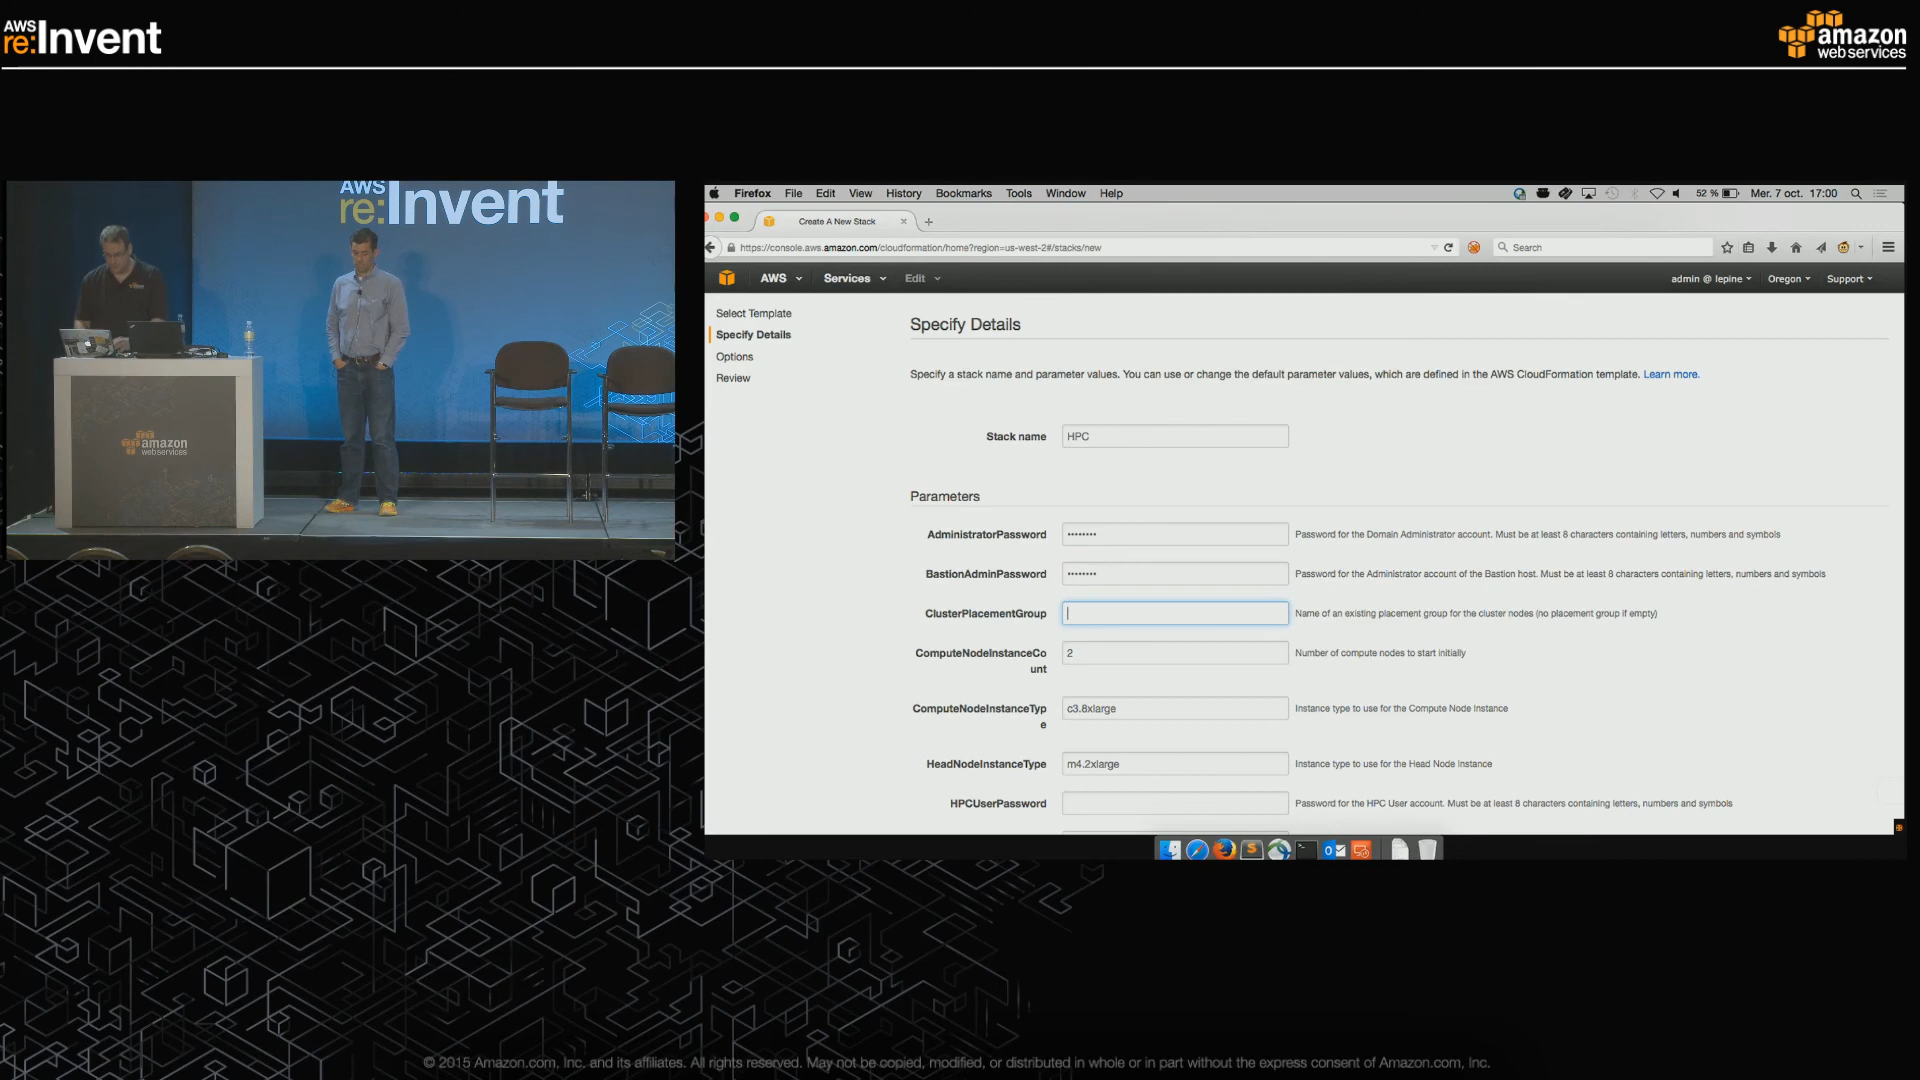 AWS
re:Invent
amazon
web services
AWS
re:Invent
amazon
web services
Firefox File Edit View History Bookmarks Tools Window Help
52 % Mer. 7 oct. 17:00
Create A New Stack
https://console.aws.amazon.com/cloudformation/home?region=us-west-2#/stacks/new
Search
AWS Services Edit
admin @ lepine Oregon Support
Select Template
Specify Details
Options
Review
Specify Details
Specify a stack name and parameter values. You can use or change the default parameter values, which are defined in the AWS CloudFormation template. Learn more.
Stack name HPC
Parameters
AdministratorPassword •••••••• Password for the Domain Administrator account. Must be at least 8 characters containing letters, numbers and symbols
BastionAdminPassword •••••••• Password for the Administrator account of the Bastion host. Must be at least 8 characters containing letters, numbers and symbols
ClusterPlacementGroup Name of an existing placement group for the cluster nodes (no placement group if empty)
ComputeNodeInstanceCo 2 Number of compute nodes to start initially
unt
ComputeNodeInstanceTyp c3.8xlarge Instance type to use for the Compute Node Instance
e
HeadNodeInstanceType m4.2xlarge Instance type to use for the Head Node Instance
HPCUserPassword Password for the HPC User account. Must be at least 8 characters containing letters, numbers and symbols
© 2015 Amazon.com, Inc. and its affiliates. All rights reserved. May not be copied, modified, or distributed in whole or in part without the express consent of Amazon.com, Inc.